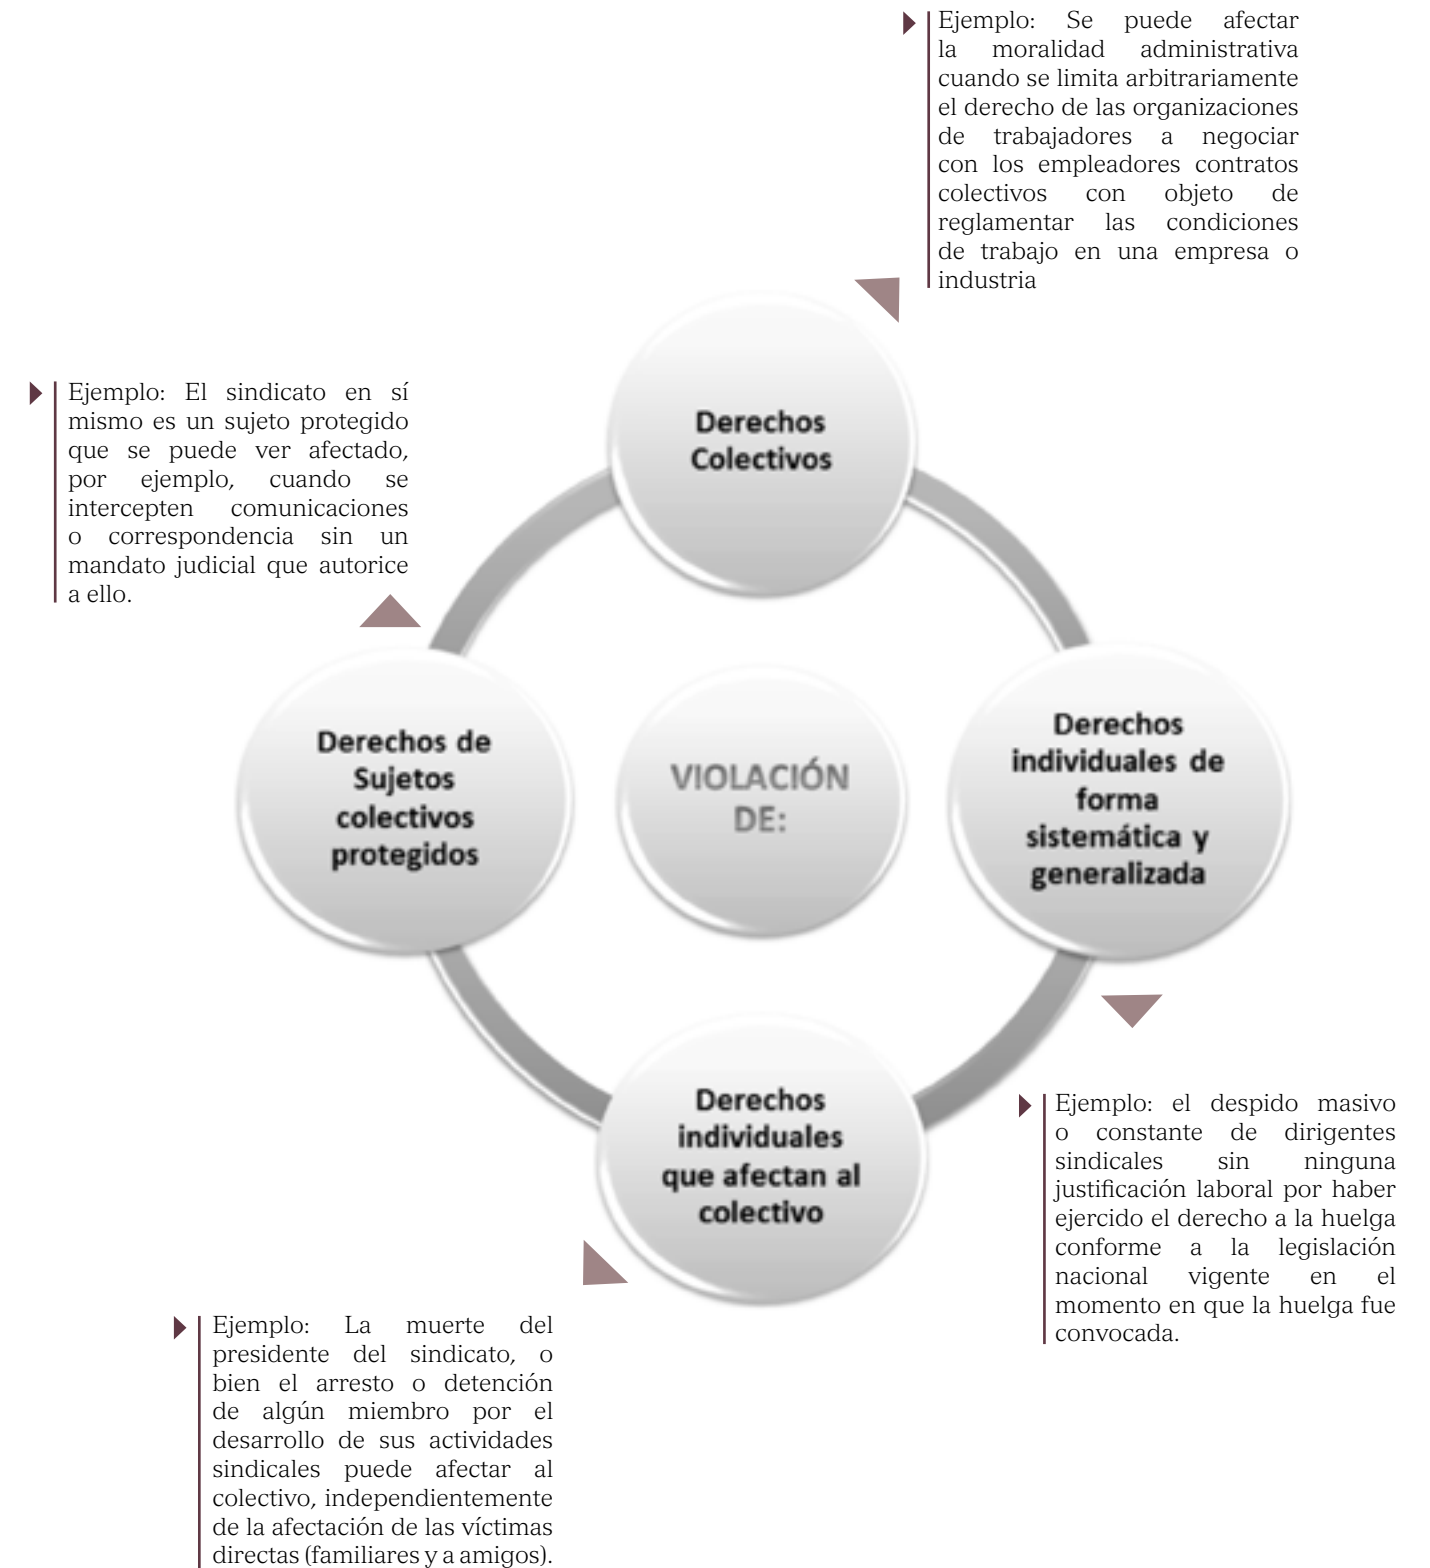 Ejemplo: Se puede afectar
la moralidad administrativa
cuando se limita arbitrariamente
el derecho de las organizaciones
de trabajadores a negociar
con los empleadores contratos
colectivos con objeto de
reglamentar las condiciones
de trabajo en una empresa o
industria
Ejemplo: El sindicato en sí
mismo es un sujeto protegido
que se puede ver afectado,
por ejemplo, cuando se
intercepten comunicaciones
o correspondencia sin un
mandato judicial que autorice
a ello.
Derechos
Colectivos
Derechos de
Sujetos
colectivos
protegidos
VIOLACIÓN
DE:
Derechos
individuales de
forma
sistemática y
generalizada
Derechos
individuales
que afectan al
colectivo
Ejemplo: el despido masivo
o constante de dirigentes
sindicales sin ninguna
justificación laboral por haber
ejercido el derecho a la huelga
conforme a la legislación
nacional vigente en el
momento en que la huelga fue
convocada.
Ejemplo: La muerte del
presidente del sindicato, o
bien el arresto o detención
de algún miembro por el
desarrollo de sus actividades
sindicales puede afectar al
colectivo, independientemente
de la afectación de las víctimas
directas (familiares y a amigos).